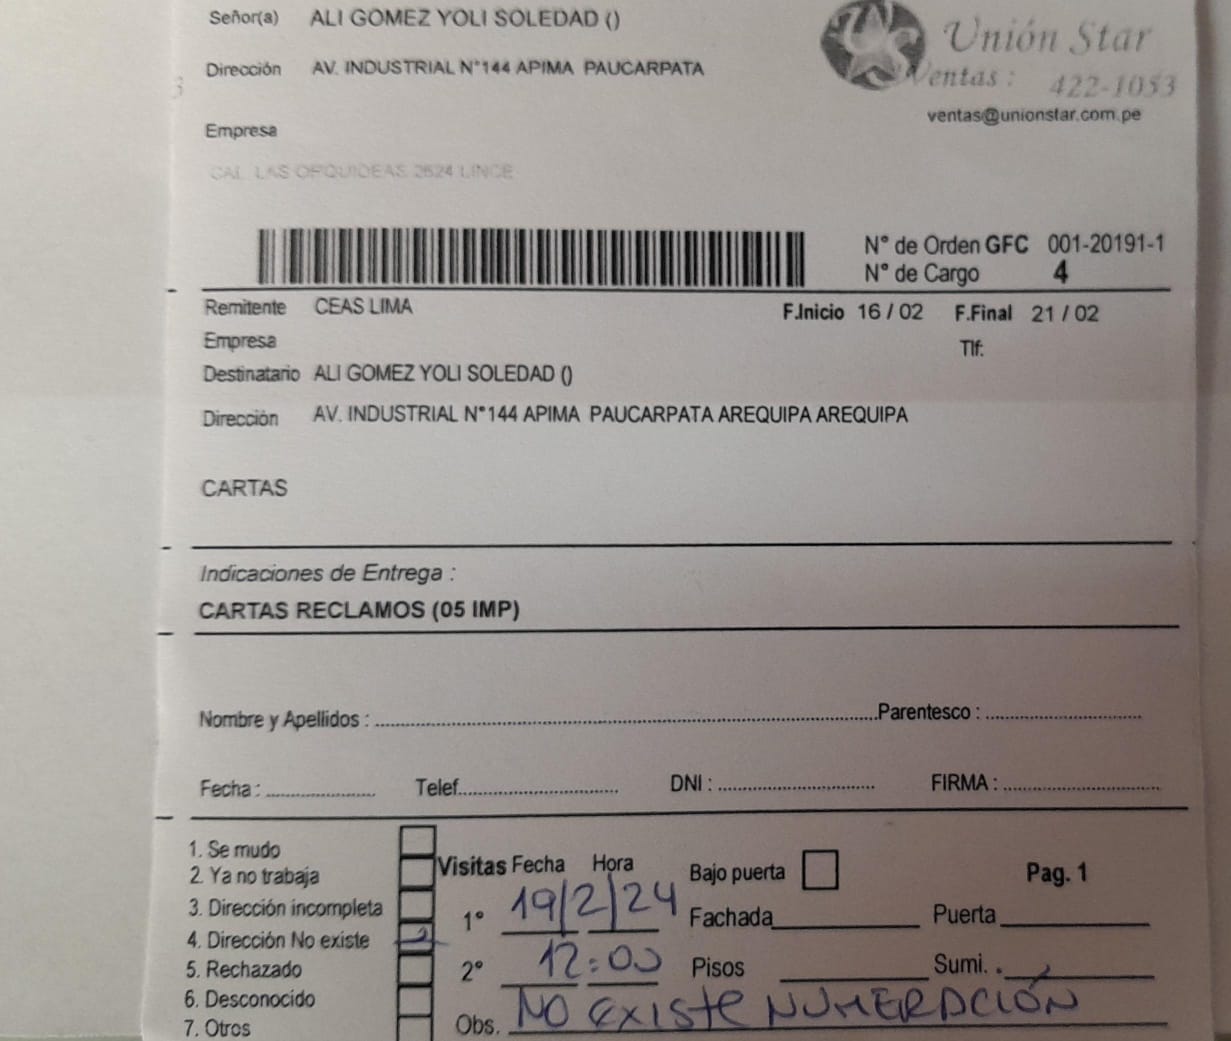 Señor(a) ALI GOMEZ YOLI SOLEDAD ()
Unión Star
Dirección AV. INDUSTRIAL N°144 APIMA PAUCARPATA
Ventas : 422-1053
ventas@unionstar.com.pe
Empresa
CAL. LAS ORQUIDEAS 2624 LINCE
N° de Orden GFC 001-20191-1
N° de Cargo 4
Remitente CEAS LIMA
F.Inicio 16 / 02 F.Final 21 / 02
Empresa
Tlf:
Destinatario ALI GOMEZ YOLI SOLEDAD ()
Dirección AV. INDUSTRIAL N°144 APIMA PAUCARPATA AREQUIPA AREQUIPA
CARTAS
Indicaciones de Entrega :
CARTAS RECLAMOS (05 IMP)
Nombre y Apellidos : Parentesco :
Fecha : Telef. DNI : FIRMA :
1. Se mudo
2. Ya no trabaja
3. Dirección incompleta
4. Dirección No existe
5. Rechazado
6. Desconocido
7. Otros
Visitas Fecha Hora Bajo puerta Pag. 1
1° 19/2/24 Fachada Puerta
2° 12:00 Pisos Sumi. .
Obs. NO EXISTE NUMERACIÓN